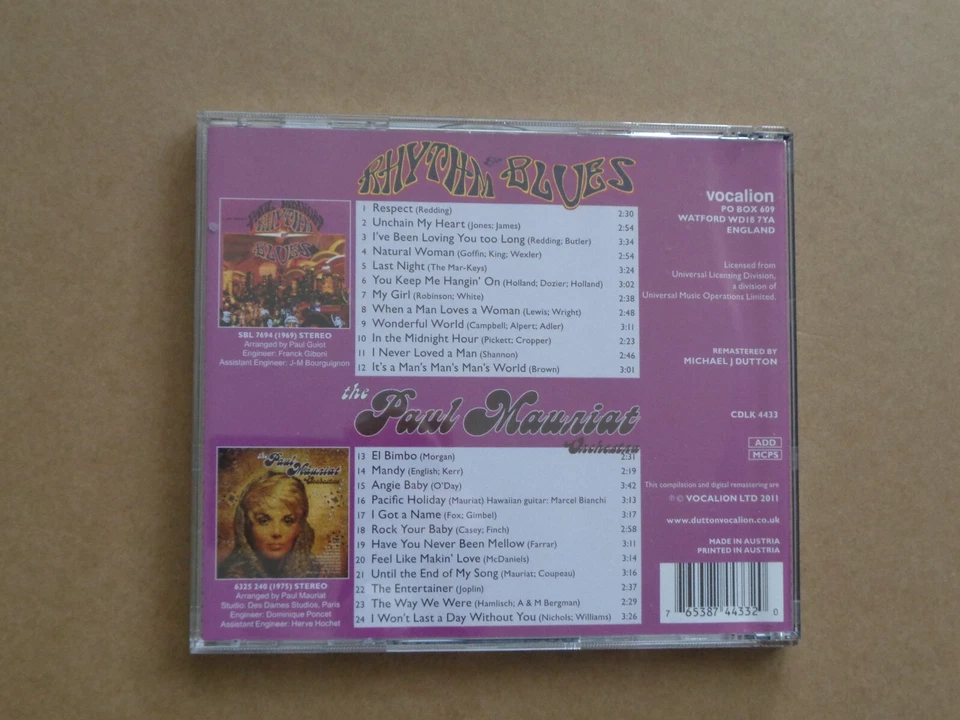 RHYTHM & BLUES
PAUL MAURIAT
RHYTHM
BLUES
SBL 7694 (1969) STEREO
Arranged by Paul Guiot
Engineer: Franck Giboni
Assistant Engineer: J-M Bourguignon
1 Respect (Redding) 2:30
2 Unchain My Heart (Jones; James) 2:54
3 I've Been Loving You too Long (Redding; Butler) 3:34
4 Natural Woman (Goffin; King; Wexler) 2:54
5 Last Night (The Mar-Keys) 3:24
6 You Keep Me Hangin' On (Holland; Dozier; Holland) 3:02
7 My Girl (Robinson; White) 2:38
8 When a Man Loves a Woman (Lewis; Wright) 2:48
9 Wonderful World (Campbell; Alpert; Adler) 3:11
10 In the Midnight Hour (Pickett; Cropper) 2:23
11 I Never Loved a Man (Shannon) 2:46
12 It's a Man's Man's Man's World (Brown) 3:01
the Paul Mauriat
Orchestra
the Paul
Mauriat
Orchestra
6325 240 (1975) STEREO
Arranged by Paul Mauriat
Studio: Des Dames Studios, Paris
Engineer: Dominique Poncet
Assistant Engineer: Herve Hochet
13 El Bimbo (Morgan) 2:31
14 Mandy (English; Kerr) 2:19
15 Angie Baby (O'Day) 3:42
16 Pacific Holiday (Mauriat) Hawaiian guitar: Marcel Bianchi 3:13
17 I Got a Name (Fox; Gimbel) 3:17
18 Rock Your Baby (Casey; Finch) 2:58
19 Have You Never Been Mellow (Farrar) 3:11
20 Feel Like Makin' Love (McDaniels) 3:14
21 Until the End of My Song (Mauriat; Coupeau) 3:16
22 The Entertainer (Joplin) 2:37
23 The Way We Were (Hamlisch; A & M Bergman) 2:29
24 I Won't Last a Day Without You (Nichols; Williams) 3:26
vocalion
PO BOX 609
WATFORD WD18 7YA
ENGLAND
Licensed from
Universal Licensing Division,
a division of
Universal Music Operations Limited.
REMASTERED BY
MICHAEL J DUTTON
CDLK 4433
ADD
MCPS
This compilation and digital remastering are
℗ © VOCALION LTD 2011
www.duttonvocalion.co.uk
MADE IN AUSTRIA
PRINTED IN AUSTRIA
7 65387 44332 0